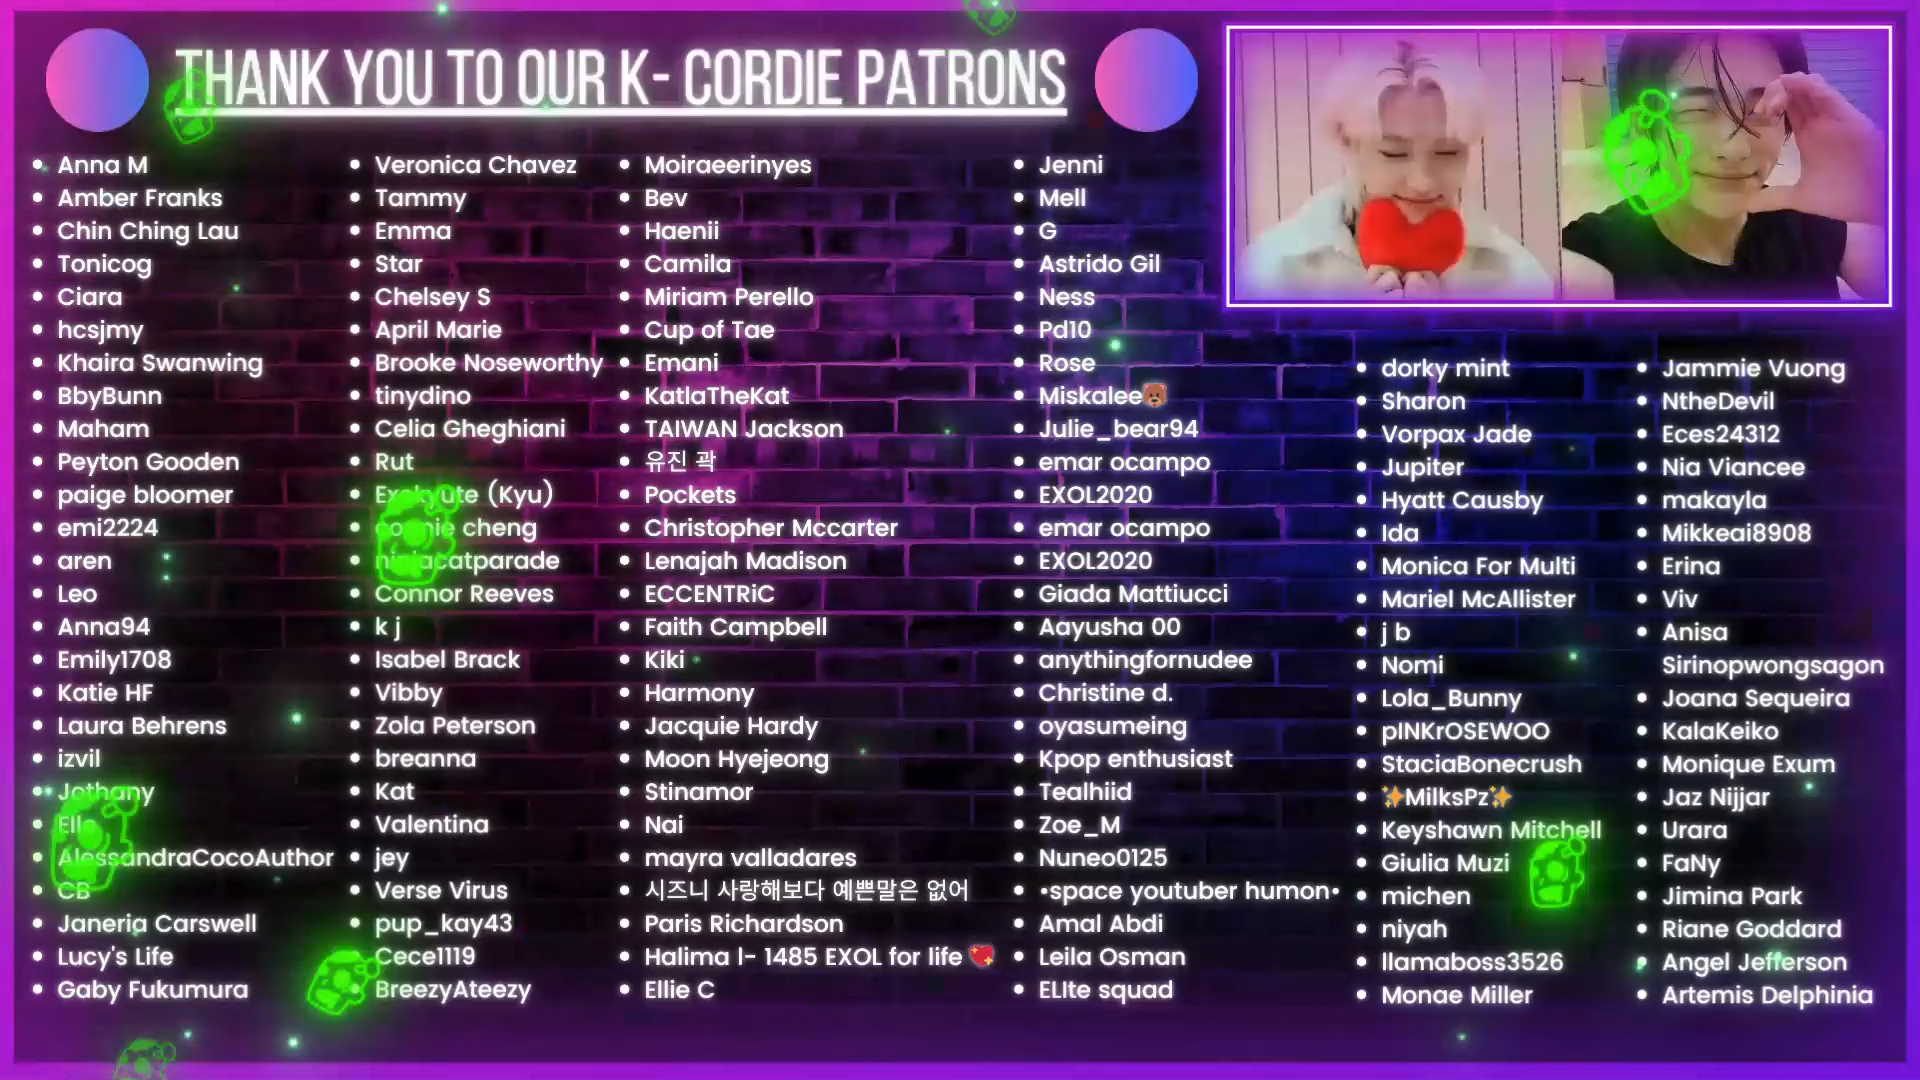 THANK YOU TO OUR K- CORDIE PATRONS
• Anna M
• Amber Franks
• Chin Ching Lau
• Tonicog
• Ciara
• hcsjmy
• Khaira Swanwing
• BbyBunn
• Maham
• Peyton Gooden
• paige bloomer
• emi2224
• aren
• Leo
• Anna94
• Emily1708
• Katie HF
• Laura Behrens
• izvil
• Jothany
• Elle
• AlessandraCocoAuthor
• CB
• Janeria Carswell
• Lucy's Life
• Gaby Fukumura
• Veronica Chavez
• Tammy
• Emma
• Star
• Chelsey S
• April Marie
• Brooke Noseworthy
• tinydino
• Celia Gheghiani
• Rut
• (Kyu)
• cheng
•
• Connor Reeves
• k j
• Isabel Brack
• Vibby
• Zola Peterson
• breanna
• Kat
• Valentina
• jey
• Verse Virus
• pup_kay43
• Cece1119
• BreezyAteezy
• Moiraeerinyes
• Bev
• Haenii
• Camila
• Miriam Perello
• Cup of Tae
• Emani
• KatlaTheKat
• TAIWAN Jackson
• 유진 곽
• Pockets
• Christopher Mccarter
• Lenajah Madison
• ECCENTRiC
• Faith Campbell
• Kiki
• Harmony
• Jacquie Hardy
• Moon Hyejeong
• Stinamor
• Nai
• mayra valladares
• 시즈니 사랑해보다 예쁜말은 없어
• Paris Richardson
• Halima I- 1485 EXOL for life 💖
• Ellie C
• Jenni
• Mell
• G
• Astrido Gil
• Ness
• Pd10
• Rose
• Miskalee🐻
• Julie_bear94
• emar ocampo
• EXOL2020
• emar ocampo
• EXOL2020
• Giada Mattiucci
• Aayusha 00
• anythingfornudee
• Christine d.
• oyasumeing
• Kpop enthusiast
• Tealhiid
• Zoe_M
• Nuneo0125
• •space youtuber humon•
• Amal Abdi
• Leila Osman
• ELIte squad
• dorky mint
• Sharon
• Vorpax Jade
• Jupiter
• Hyatt Causby
• Ida
• Monica For Multi
• Mariel McAllister
• j b
• Nomi
• Lola_Bunny
• pINKrOSEWOO
• StaciaBonecrush
• ✨MilksPz✨
• Keyshawn Mitchell
• Giulia Muzi
• michen
• niyah
• llamaboss3526
• Monae Miller
• Jammie Vuong
• NtheDevil
• Eces24312
• Nia Viancee
• makayla
• Mikkeai8908
• Erina
• Viv
• Anisa
Sirinopwongsagon
• Joana Sequeira
• KalaKeiko
• Monique Exum
• Jaz Nijjar
• Urara
• FaNy
• Jimina Park
• Riane Goddard
• Angel Jefferson
• Artemis Delphinia